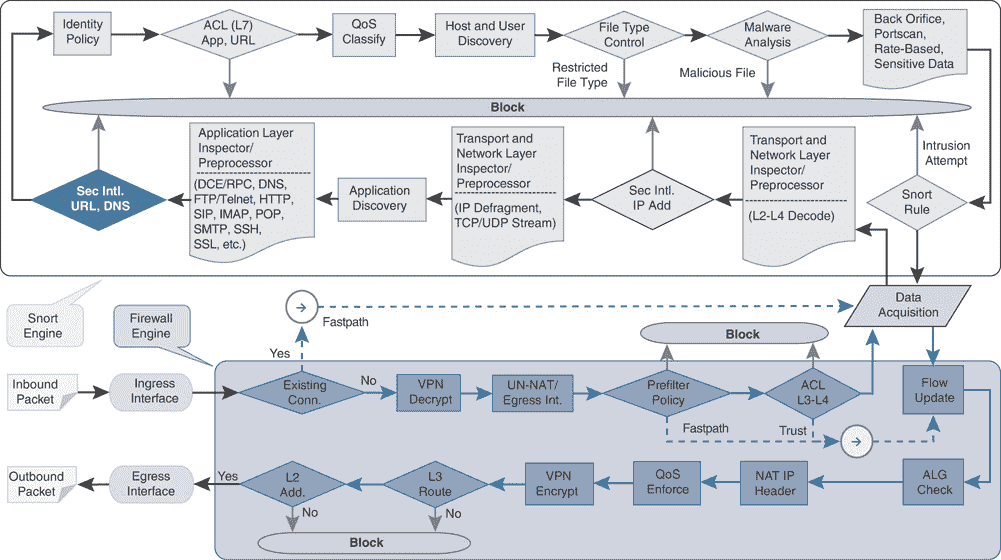 Identity
Policy
ACL (L7)
App, URL
QoS
Classify
Host and User
Discovery
File Type
Control
Malware
Analysis
Back Orifice,
Portscan,
Rate-Based,
Sensitive Data
Restricted
File Type
Malicious File
Block
Sec Intl.
URL, DNS
Application Layer
Inspector/
Preprocessor
(DCE/RPC, DNS,
FTP/Telnet, HTTP,
SIP, IMAP, POP,
SMTP, SSH,
SSL, etc.)
Application
Discovery
Transport and
Network Layer
Inspector/
Preprocessor
(IP Defragment,
TCP/UDP Stream)
Sec Intl.
IP Add
Transport and
Network Layer
Inspector/
Preprocessor
(L2-L4 Decode)
Intrusion
Attempt
Snort
Rule
Snort
Engine
Firewall
Engine
Fastpath
Yes
Data
Acquisition
Block
Inbound
Packet
Ingress
Interface
Existing
Conn.
No
VPN
Decrypt
UN-NAT/
Egress Int.
Prefilter
Policy
ACL
L3-L4
Flow
Update
Fastpath
Trust
Outbound
Packet
Egress
Interface
Yes
L2
Add.
L3
Route
VPN
Encrypt
QoS
Enforce
NAT IP
Header
ALG
Check
No
No
Block